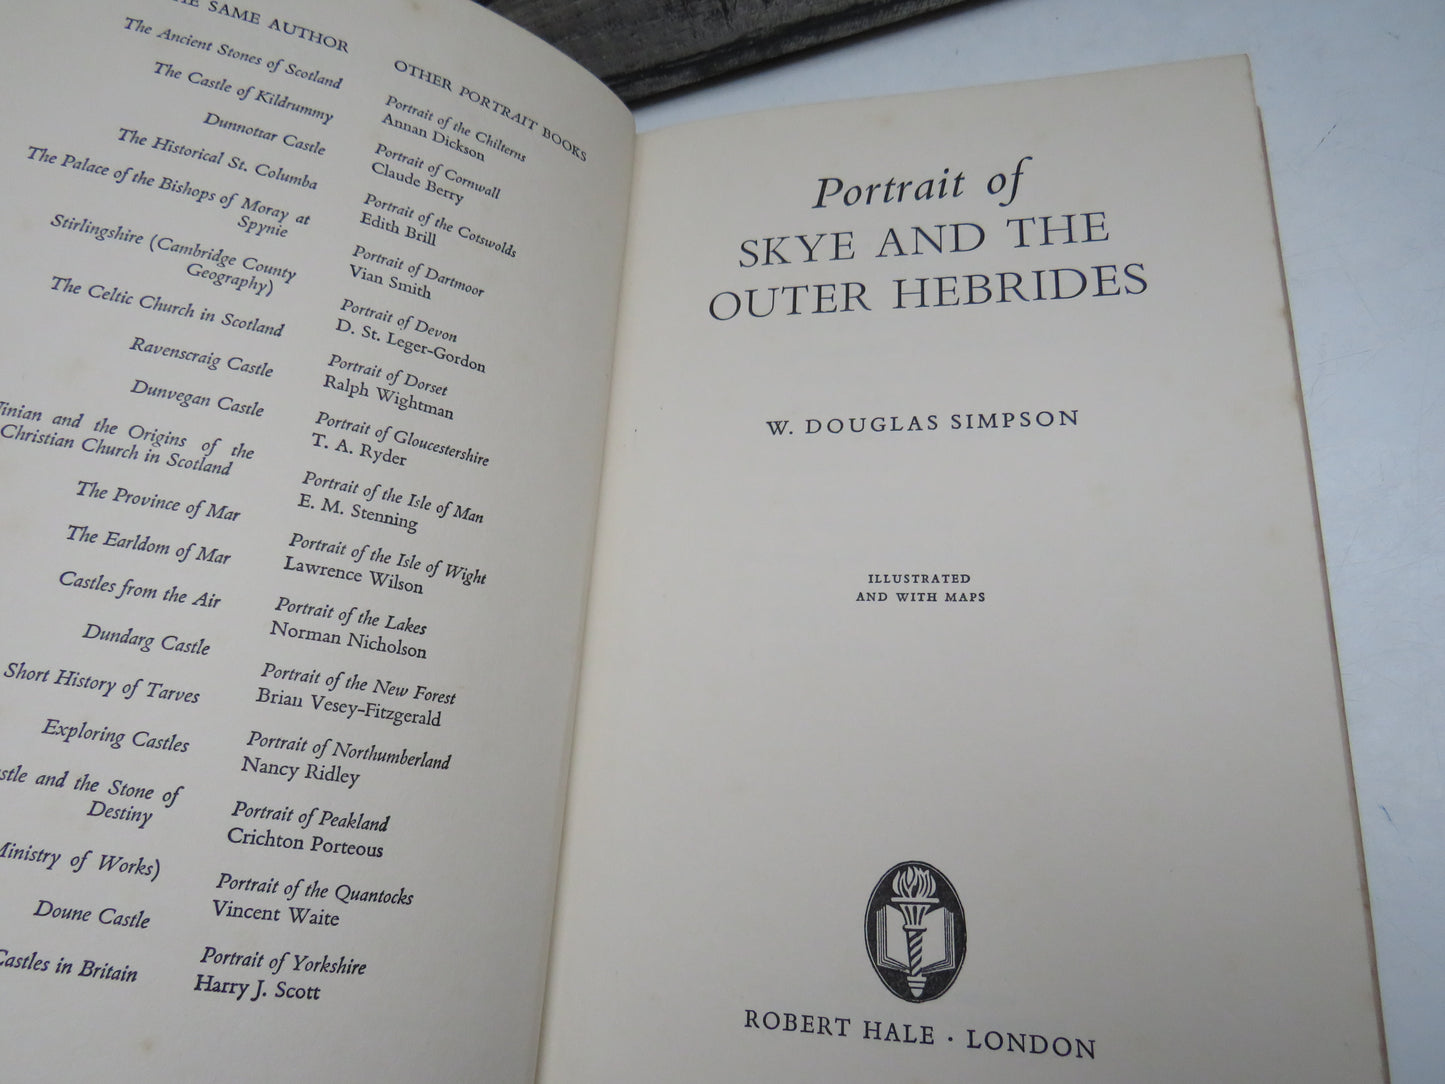 THE SAME AUTHOR
The Ancient Stones of Scotland
The Castle of Kildrummy
Dunnottar Castle
The Historical St. Columba
The Palace of the Bishops of Moray at
Spynie
Stirlingshire (Cambridge County
Geography)
The Celtic Church in Scotland
Ravenscraig Castle
Dunvegan Castle
and the Origins of the
Christian Church in Scotland
The Province of Mar
The Earldom of Mar
Castles from the Air
Dundarg Castle
Short History of Tarves
Exploring Castles
and the Stone of
Destiny
Ministry of Works)
Doune Castle
Castles in Britain
OTHER PORTRAIT BOOKS
Portrait of the Chilterns
Annan Dickson
Portrait of Cornwall
Claude Berry
Portrait of the Cotswolds
Edith Brill
Portrait of Dartmoor
Vian Smith
Portrait of Devon
D. St. Leger-Gordon
Portrait of Dorset
Ralph Wightman
Portrait of Gloucestershire
T. A. Ryder
Portrait of the Isle of Man
E. M. Stenning
Portrait of the Isle of Wight
Lawrence Wilson
Portrait of the Lakes
Norman Nicholson
Portrait of the New Forest
Brian Vesey-Fitzgerald
Portrait of Northumberland
Nancy Ridley
Portrait of Peakland
Crichton Porteous
Portrait of the Quantocks
Vincent Waite
Portrait of Yorkshire
Harry J. Scott
Portrait of
SKYE AND THE
OUTER HEBRIDES
W. DOUGLAS SIMPSON
ILLUSTRATED
AND WITH MAPS
ROBERT HALE · LONDON